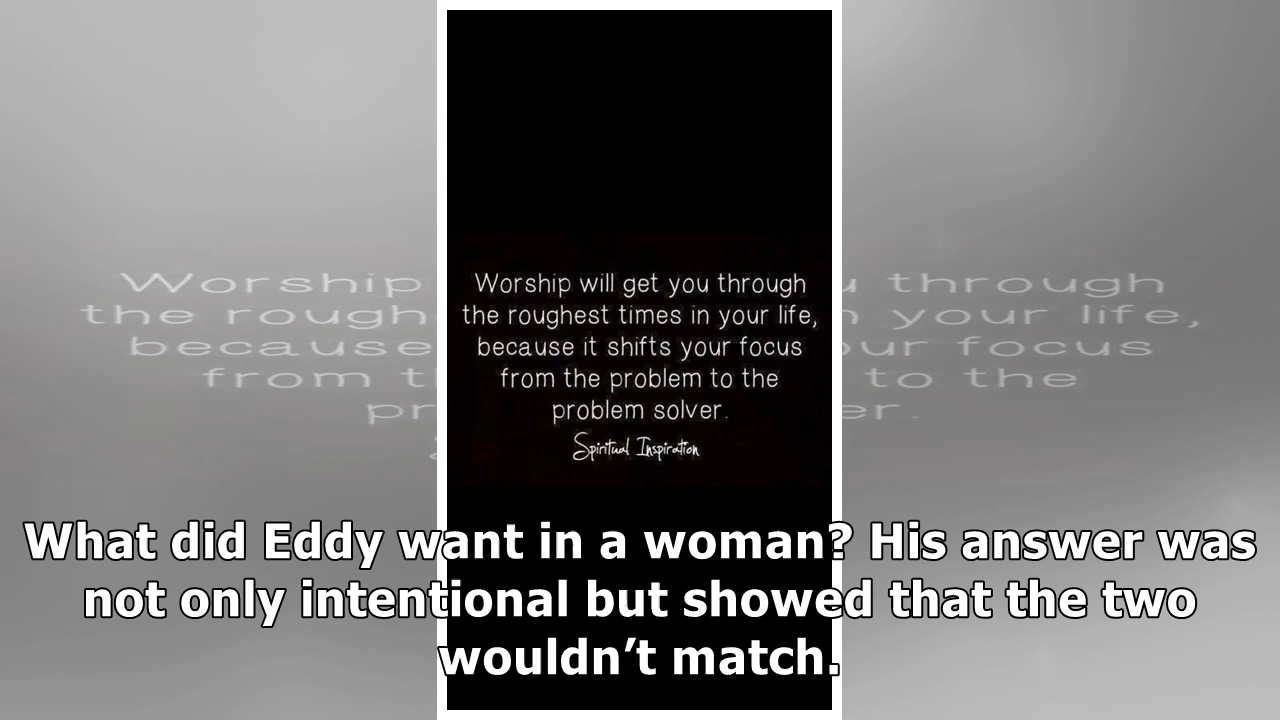 Worship will get you through
the roughest times in your life,
because it shifts your focus
from the problem to the
problem solver.
Spiritual Inspiration
What did Eddy want in a woman? His answer was
not only intentional but showed that the two
wouldn’t match.